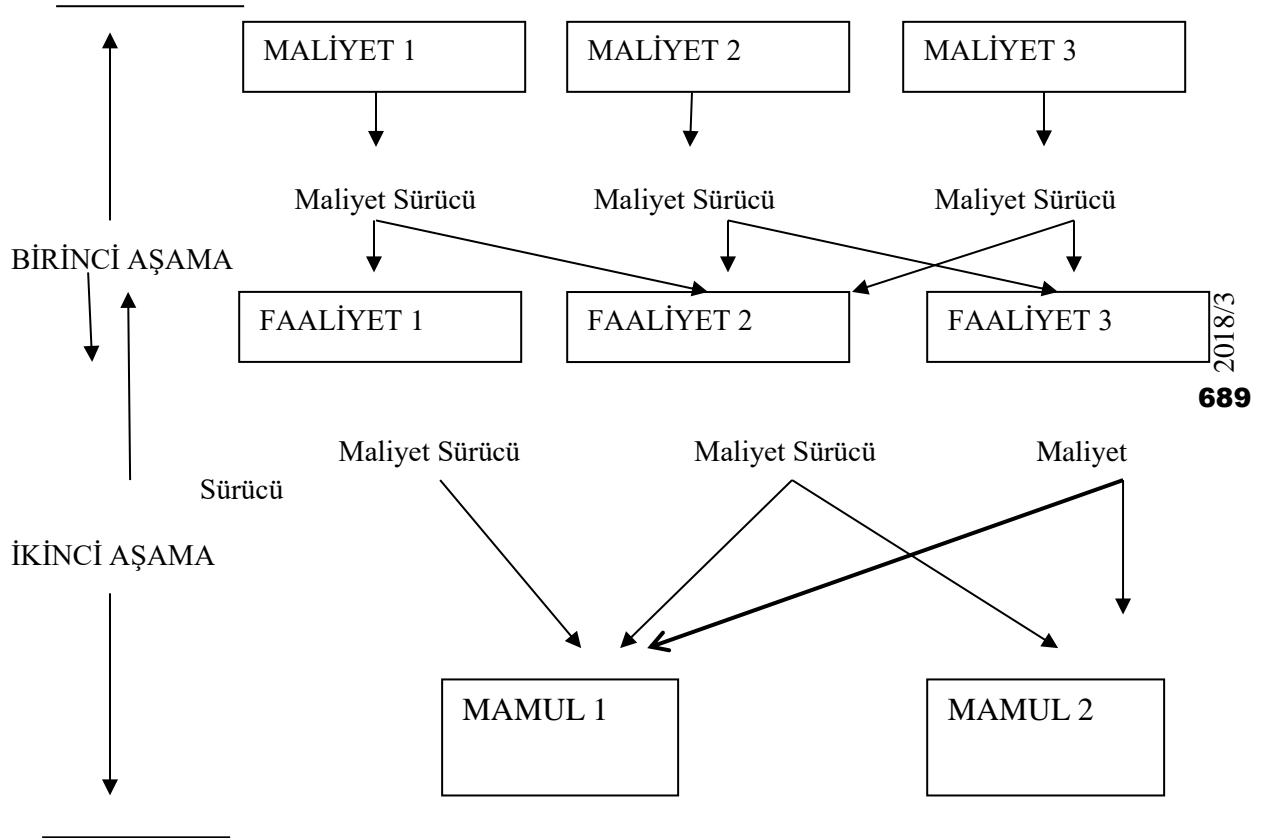 MALİYET 1
MALİYET 2
MALİYET 3
Maliyet Sürücü
Maliyet Sürücü
Maliyet Sürücü
BİRİNCİ AŞAMA
FAALİYET 1
FAALİYET 2
FAALİYET 3
2018/3
689
Maliyet Sürücü
Maliyet Sürücü
Maliyet
Sürücü
İKİNCİ AŞAMA
MAMUL 1
MAMUL 2